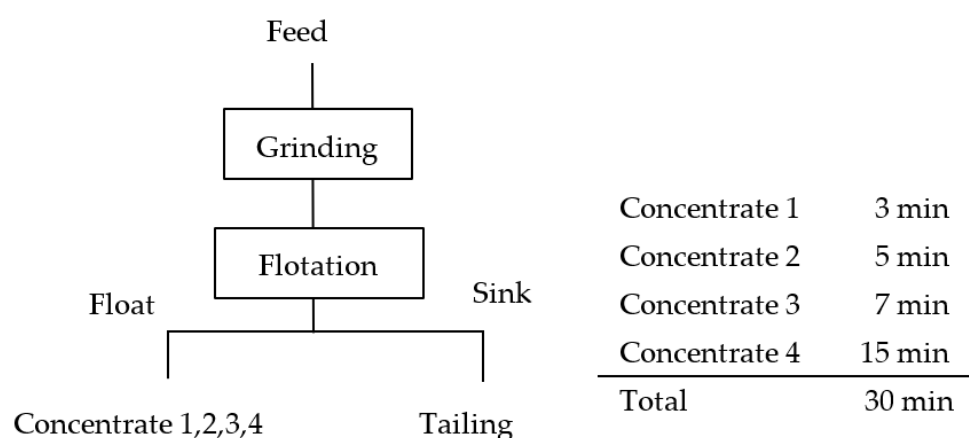 Feed
Grinding
Flotation
Float
Sink
Concentrate 1,2,3,4
Tailing
Concentrate 1 3 min
Concentrate 2 5 min
Concentrate 3 7 min
Concentrate 4 15 min
Total 30 min